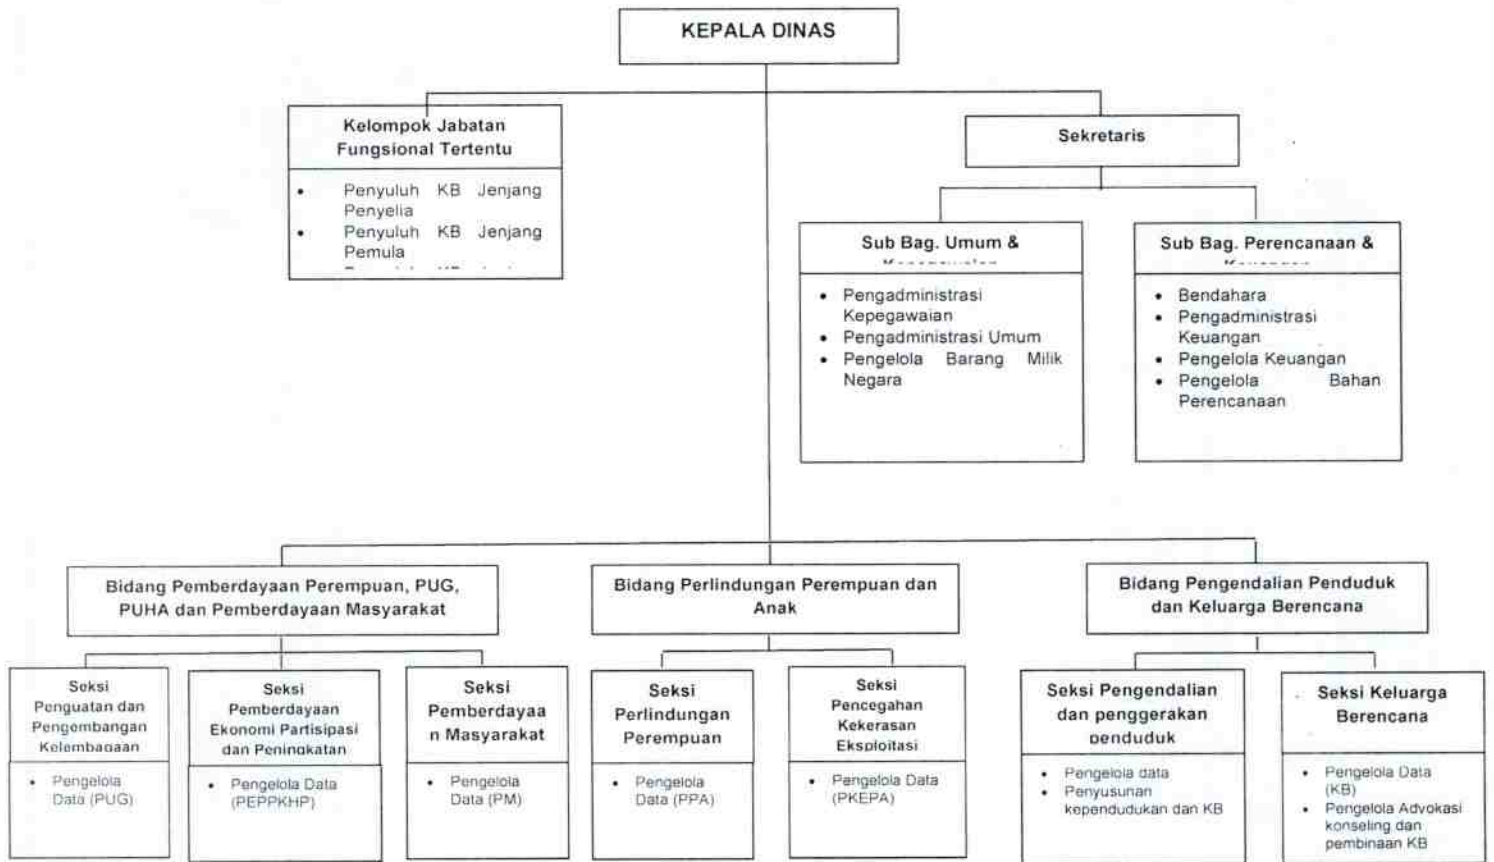 KEPALA DINAS
Kelompok Jabatan
Fungsional Tertentu
• Penyuluh KB Jenjang
Penyelia
• Penyuluh KB Jenjang
Pemula
Sekretaris
Sub Bag. Umum &
• Pengadministrasi
Kepegawaian
• Pengadministrasi Umum
• Pengelola Barang Milik
Negara
Sub Bag. Perencanaan &
• Bendahara
• Pengadministrasi
Keuangan
• Pengelola Keuangan
• Pengelola Bahan
Perencanaan
Bidang Pemberdayaan Perempuan, PUG,
PUHA dan Pemberdayaan Masyarakat
Bidang Perlindungan Perempuan dan
Anak
Bidang Pengendalian Penduduk
dan Keluarga Berencana
Seksi
Penguatan dan
Pengembangan
Kelembagaan
• Pengelola
Data (PUG)
Seksi
Pemberdayaan
Ekonomi Partisipasi
dan Peningkatan
• Pengelola Data
(PEPPKHP)
Seksi
Pemberdayaa
n Masyarakat
• Pengelola
Data (PM)
Seksi
Perlindungan
Perempuan
• Pengelola
Data (PPA)
Seksi
Pencegahan
Kekerasan
Eksploitasi
• Pengelola Data
(PKEPA)
Seksi Pengendalian
dan penggerakan
penduduk
• Pengelola data
• Penyusunan
kependudukan dan KB
Seksi Keluarga
Berencana
• Pengelola Data
(KB)
• Pengelola Advokasi
konseling dan
pembinaan KB